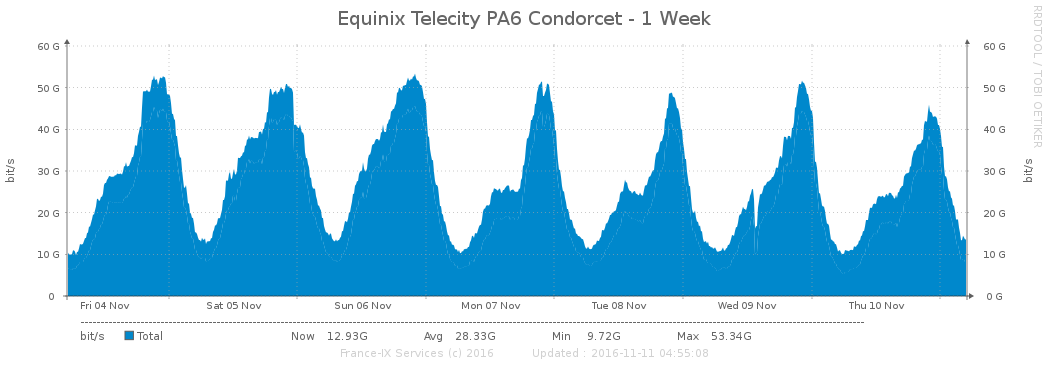 Equinix Telecity PA6 Condorcet - 1 Week
RRDTOOL / TOBI OETIKER
60 G 60 G
50 G 50 G
40 G 40 G
30 G 30 G
20 G 20 G
10 G 10 G
0 0 G
bit/s bit/s
Fri 04 Nov Sat 05 Nov Sun 06 Nov Mon 07 Nov Tue 08 Nov Wed 09 Nov Thu 10 Nov
bit/s Total Now 12.93G Avg 28.33G Min 9.72G Max 53.34G
France-IX Services (c) 2016 Updated : 2016-11-11 04:55:08